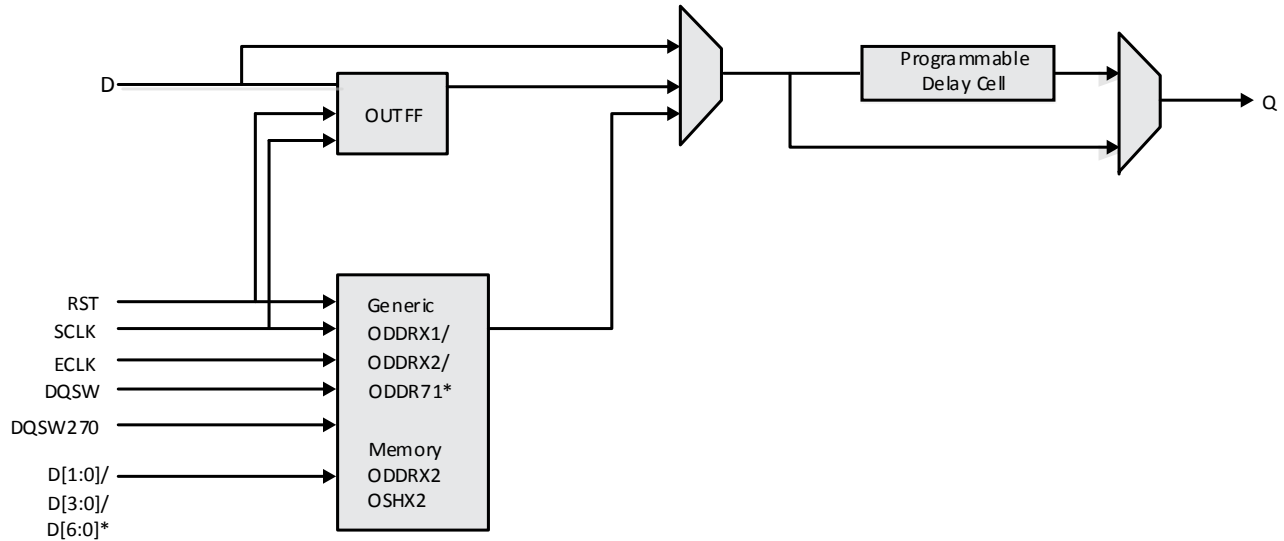 D
OUTFF
Programmable
Delay Cell
Q
RST
SCLK
ECLK
DQSW
DQSW270
D[1:0]/
D[3:0]/
D[6:0]*
Generic
ODDRX1/
ODDRX2/
ODDR71*
Memory
ODDRX2
OSHX2